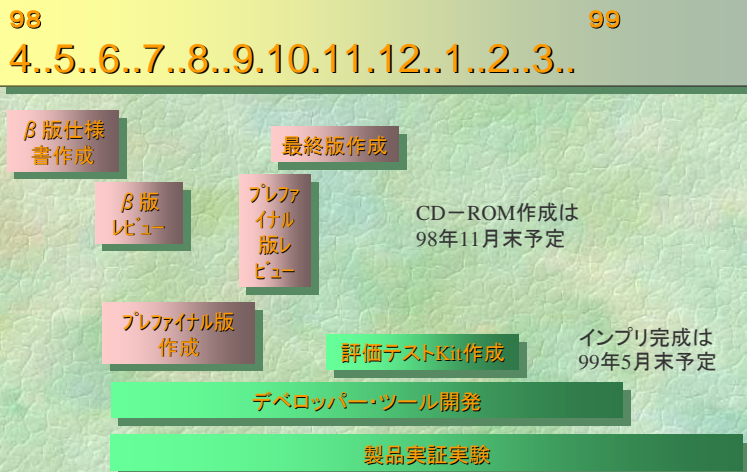 98
99
4..5..6..7..8..9.10.11.12..1..2..3..
β版仕様
書作成
最終版作成
β版
ﾚﾋﾞｭｰ
ﾌﾟﾚﾌｧ
ｲﾅﾙ
版ﾚ
ﾋﾞｭｰ
CD－ROM作成は
98年11月末予定
ﾌﾟﾚﾌｧｲﾅﾙ版
作成
評価テストKit作成
インプリ完成は
99年5月末予定
デベロッパー・ツール開発
製品実証実験